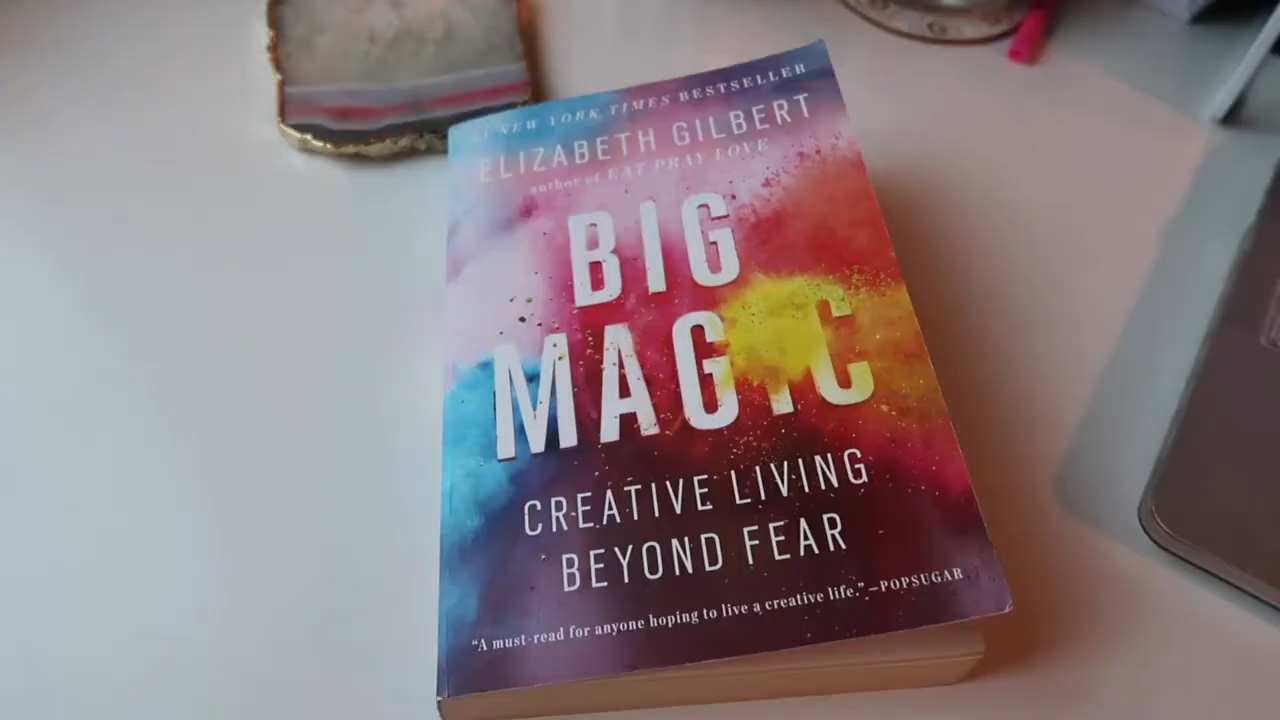 #1 NEW YORK TIMES BESTSELLER
ELIZABETH GILBERT
author of EAT PRAY LOVE
BIG
MAGIC
CREATIVE LIVING
BEYOND FEAR
"A must-read for anyone hoping to live a creative life."—POPSUGAR